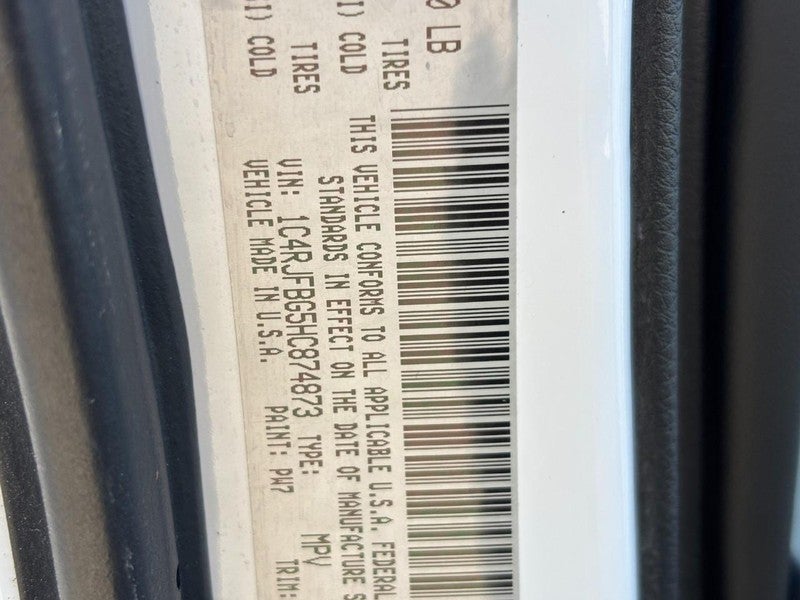 0 LB
TIRES
I) COLD
TIRES
I) COLD
THIS VEHICLE CONFORMS TO ALL APPLICABLE U.S.A. FEDERAL
STANDARDS IN EFFECT ON THE DATE OF MANUFACTURE S
VIN: 1C4RJFBG5HC874873 TYPE: MPV
VEHICLE MADE IN U.S.A. PAINT: PW7 TRIM: